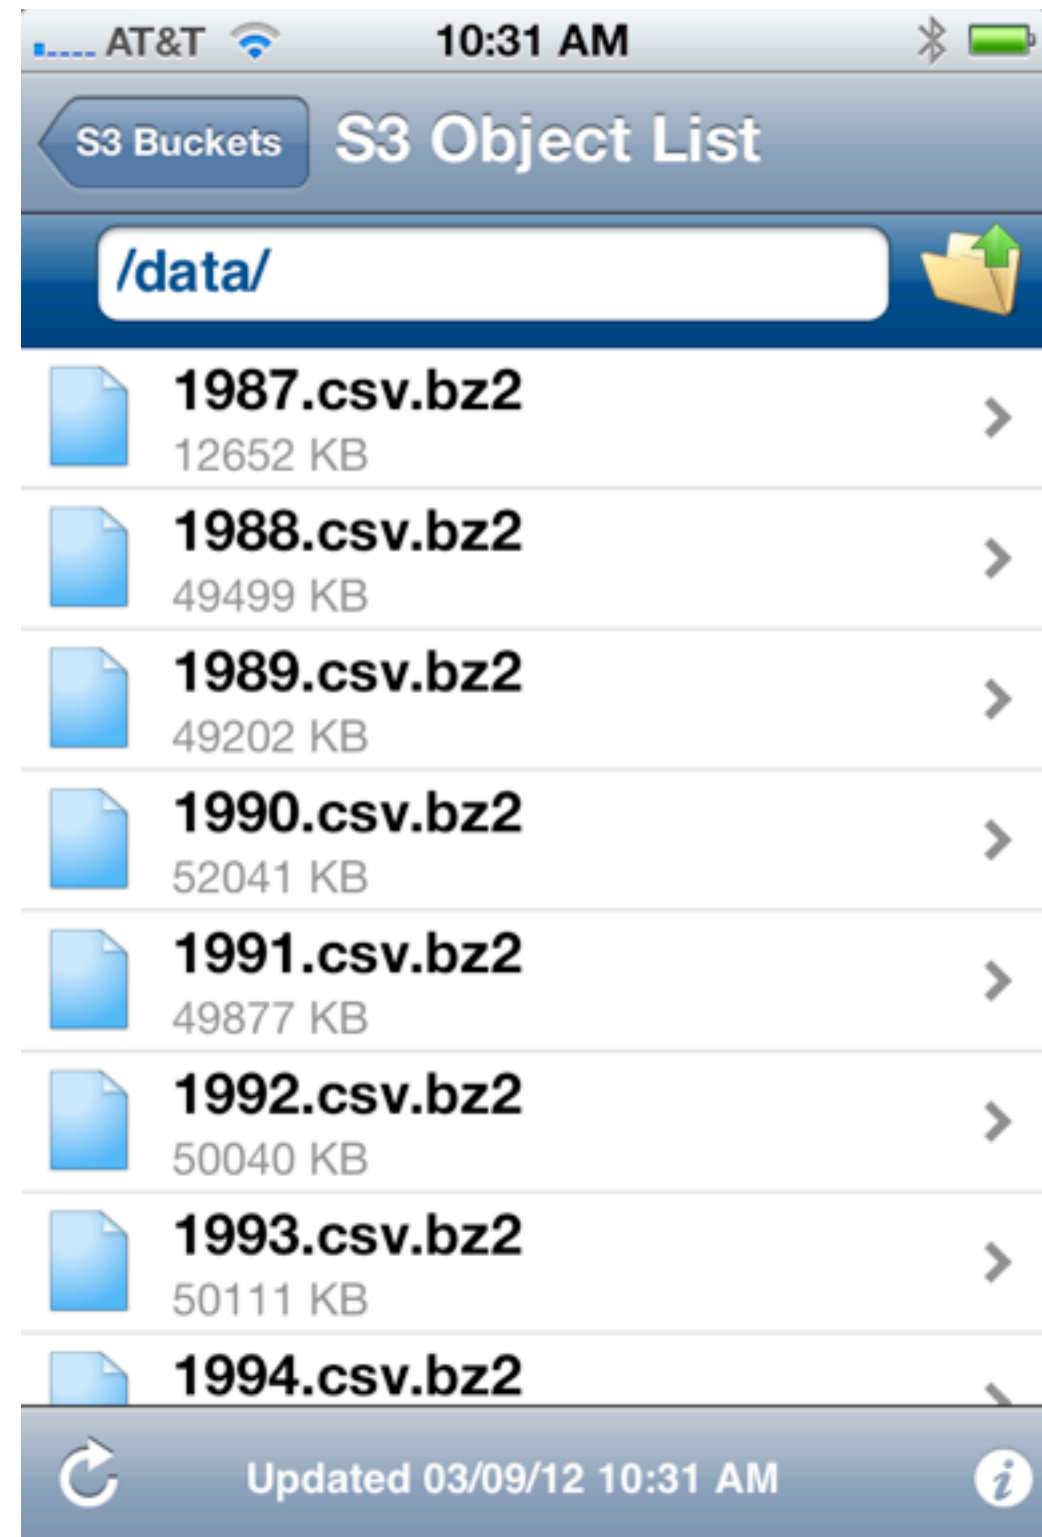 AT&T 10:31 AM
S3 Buckets S3 Object List
/data/
1987.csv.bz2
12652 KB
1988.csv.bz2
49499 KB
1989.csv.bz2
49202 KB
1990.csv.bz2
52041 KB
1991.csv.bz2
49877 KB
1992.csv.bz2
50040 KB
1993.csv.bz2
50111 KB
1994.csv.bz2
Updated 03/09/12 10:31 AM